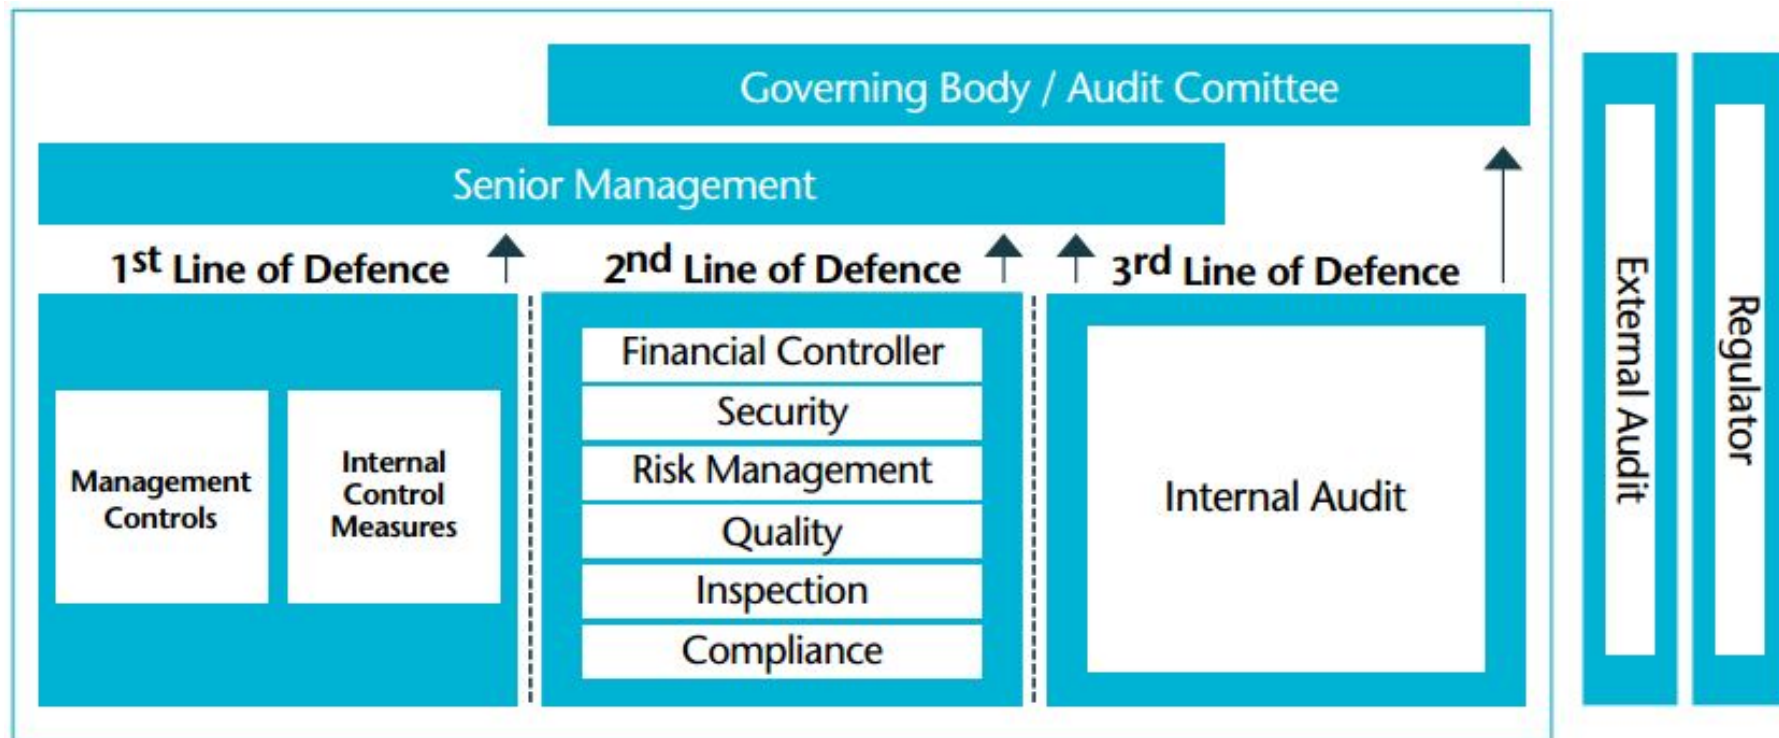 Governing Body / Audit Comittee
Senior Management
1st Line of Defence
2nd Line of Defence
3rd Line of Defence
Management
Controls
Internal
Control
Measures
Financial Controller
Security
Risk Management
Quality
Inspection
Compliance
Internal Audit
External Audit
Regulator